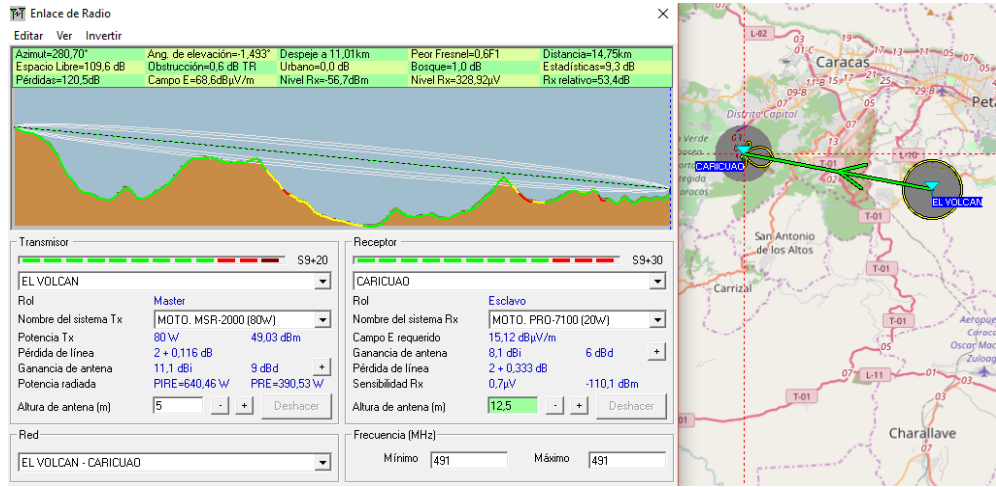 Enlace de Radio
Editar Ver Invertir
Azimut=280,70° Ang. de elevación=-1,493° Despeje a 11,01km Peor Fresnel=0,6F1 Distancia=14,75km
Espacio Libre=109,6 dB Obstrucción=0,6 dB TR Urbano=0,0 dB Bosque=1,0 dB Estadísticas=9,3 dB
Pérdidas=120,5dB Campo E=68,6dBµV/m Nivel Rx=-56,7dBm Nivel Rx=328,92µV Rx relativo=53,4dB
Transmisor
S9+20
EL VOLCAN
Rol Master
Nombre del sistema Tx MOTO. MSR-2000 (80W)
Potencia Tx 80 W 49,03 dBm
Pérdida de línea 2 + 0,116 dB
Ganancia de antena 11,1 dBi 9 dBd +
Potencia radiada PIRE=640,46 W PRE=390,53 W
Altura de antena (m) 5 - + Deshacer
Red
EL VOLCAN - CARICUAO
Receptor
S9+30
CARICUAO
Rol Esclavo
Nombre del sistema Rx MOTO. PRO-7100 (20W)
Campo E requerido 15,12 dBµV/m
Ganancia de antena 8,1 dBi 6 dBd +
Pérdida de línea 2 + 0,333 dB
Sensibilidad Rx 0,7µV -110,1 dBm
Altura de antena (m) 12,5 - + Deshacer
Frecuencia (MHz)
Mínimo 491 Máximo 491
L-02
Caracas
Distrito Capital
CARICUAO
T-01
L-10
EL VOLCAN
T-01
San Antonio
de los Altos
T-01
Carrizal
T-01
L-11
T-01
Charallave